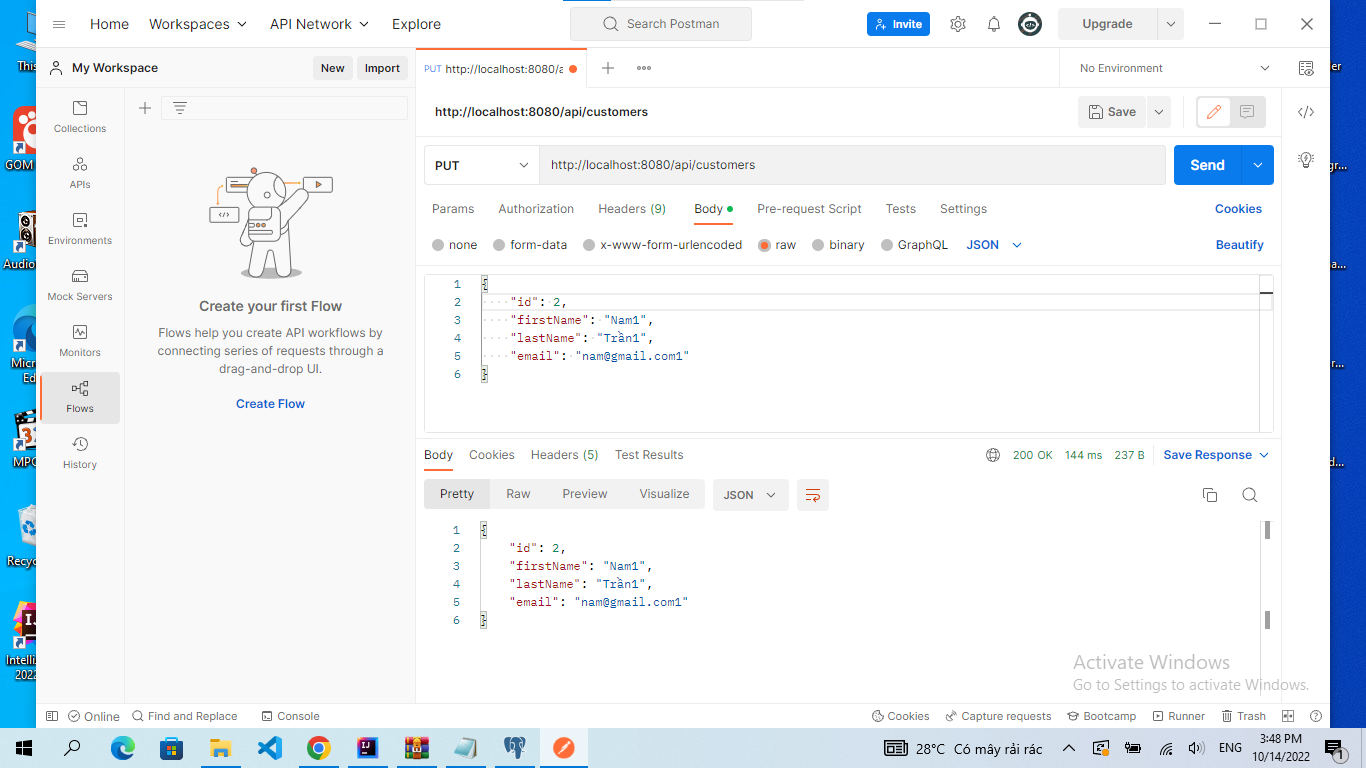 Home
Workspaces
API Network
Explore
Search Postman
Invite
Upgrade
This
My Workspace
New
Import
PUT http://localhost:8080/a
No Environment
er
Collections
http://localhost:8080/api/customers
Save
</>
GOM
APIs
PUT
http://localhost:8080/api/customers
Send
gr...
Environments
Params
Authorization
Headers (9)
Body
Pre-request Script
Tests
Settings
Cookies
none
form-data
x-www-form-urlencoded
raw
binary
GraphQL
JSON
Beautify
Audio
a...
Mock Servers
Create your first Flow
Flows help you create API workflows by
connecting series of requests through a
drag-and-drop UI.
Create Flow
1 {
2 "id": 2,
3 "firstName": "Nam1",
4 "lastName": "Trần1",
5 "email": "nam@gmail.com1"
6 }
Monitors
Micr
Ed
r...
Flows
History
MPC
d...
Body
Cookies
Headers (5)
Test Results
200 OK
144 ms
237 B
Save Response
Pretty
Raw
Preview
Visualize
JSON
1 {
2 "id": 2,
3 "firstName": "Nam1",
4 "lastName": "Trần1",
5 "email": "nam@gmail.com1"
6 }
Recyc
IJ
Intelli
2022
Activate Windows
Go to Settings to activate Windows.
Online
Find and Replace
Console
Cookies
Capture requests
Bootcamp
Runner
Trash
28°C Có mây rải rác
ENG
3:48 PM
10/14/2022
1